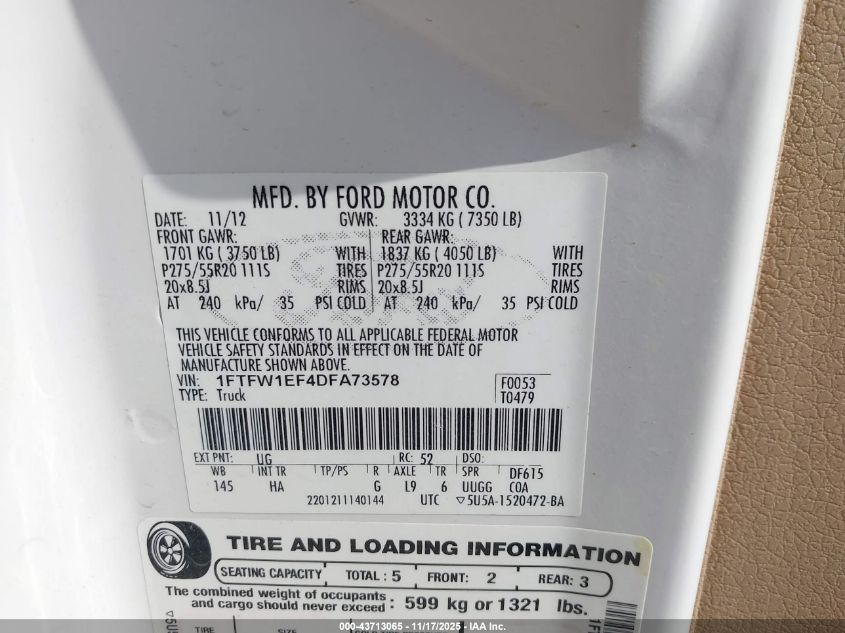 MFD. BY FORD MOTOR CO.
DATE: 11/12 GVWR: 3334 KG ( 7350 LB)
FRONT GAWR: REAR GAWR:
1701 KG ( 3750 LB) WITH 1837 KG ( 4050 LB) WITH
P275/55R20 111S TIRES P275/55R20 111S TIRES
20x8.5J RIMS 20x8.5J RIMS
AT 240 kPa/ 35 PSI COLD AT 240 kPa/ 35 PSI COLD
THIS VEHICLE CONFORMS TO ALL APPLICABLE FEDERAL MOTOR
VEHICLE SAFETY STANDARDS IN EFFECT ON THE DATE OF
MANUFACTURE SHOWN ABOVE.
VIN: 1FTFW1EF4DFA73578 F0053
TYPE: Truck T0479
EXT PNT: UG RC: 52 DSO:
WB INT TR TP/PS R AXLE TR SPR DF615
145 HA G L9 6 UUGG COA
2201211140144 UTC ▽5U5A-1520472-BA
TIRE AND LOADING INFORMATION
SEATING CAPACITY TOTAL : 5 FRONT: 2 REAR: 3
The combined weight of occupants
and cargo should never exceed : 599 kg or 1321 lbs.
▽5U
1F
TIRE SIZE
000-43713065 - 11/17/2025 - IAA Inc.